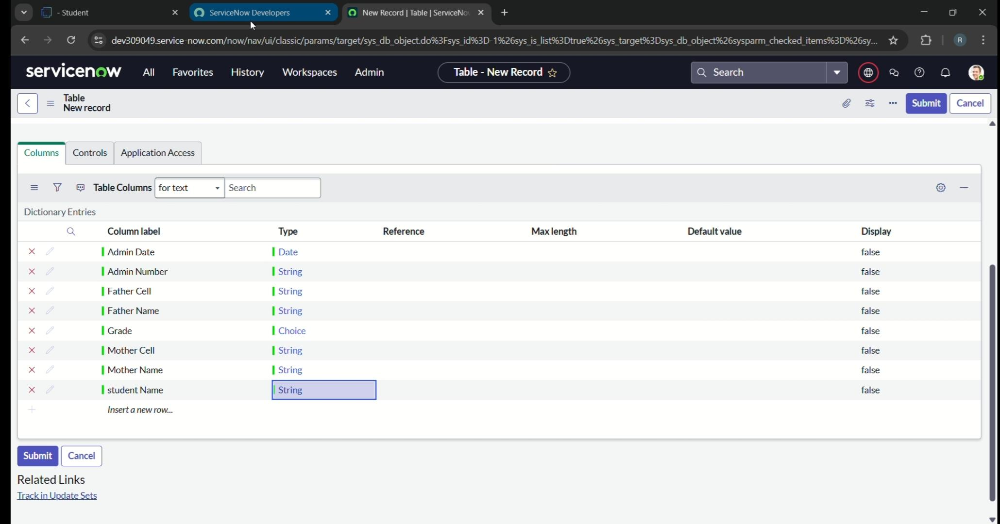 - Student
ServiceNow Developers
New Record | Table | ServiceNo
dev309049.service-now.com/now/nav/ui/classic/params/target/sys_db_object.do%3Fsys_id%3D-1%26sys_is_list%3Dtrue%26sys_target%3Dsys_db_object%26sysparm_checked_items%3D%26sy...
R
servicenow All Favorites History Workspaces Admin Table - New Record Search
Table
New record
Submit Cancel
Columns Controls Application Access
Table Columns for text Search
Dictionary Entries
Column label Type Reference Max length Default value Display
Admin Date Date false
Admin Number String false
Father Cell String false
Father Name String false
Grade Choice false
Mother Cell String false
Mother Name String false
student Name String false
Insert a new row...
Submit Cancel
Related Links
Track in Update Sets